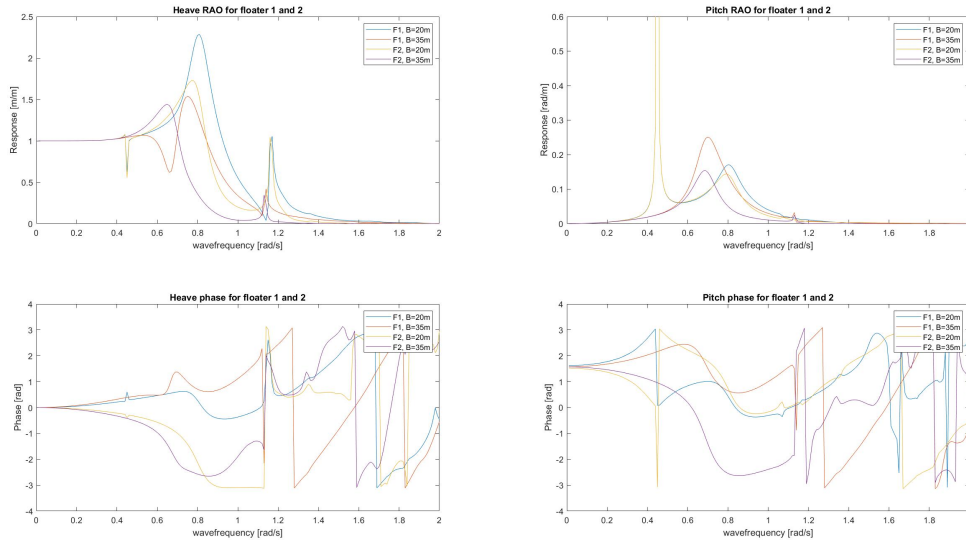 Heave RAO for floater 1 and 2
2.5
2
1.5
1
0.5
0
Response [m/m]
F1, B=20m
F1, B=35m
F2, B=20m
F2, B=35m
0 0.2 0.4 0.6 0.8 1 1.2 1.4 1.6 1.8 2
wavefrequency [rad/s]
Pitch RAO for floater 1 and 2
0.6
0.5
0.4
0.3
0.2
0.1
0
Response [rad/m]
F1, B=20m
F1, B=35m
F2, B=20m
F2, B=35m
0 0.2 0.4 0.6 0.8 1 1.2 1.4 1.6 1.8 2
wavefrequency [rad/s]
Heave phase for floater 1 and 2
4
3
2
1
0
-1
-2
-3
-4
Phase [rad]
F1, B=20m
F1, B=35m
F2, B=20m
F2, B=35m
0 0.2 0.4 0.6 0.8 1 1.2 1.4 1.6 1.8 2
wavefrequency [rad/s]
Pitch phase for floater 1 and 2
4
3
2
1
0
-1
-2
-3
-4
Phase [rad]
F1, B=20m
F1, B=35m
F2, B=20m
F2, B=35m
0 0.2 0.4 0.6 0.8 1 1.2 1.4 1.6 1.8 2
wavefrequency [rad/s]